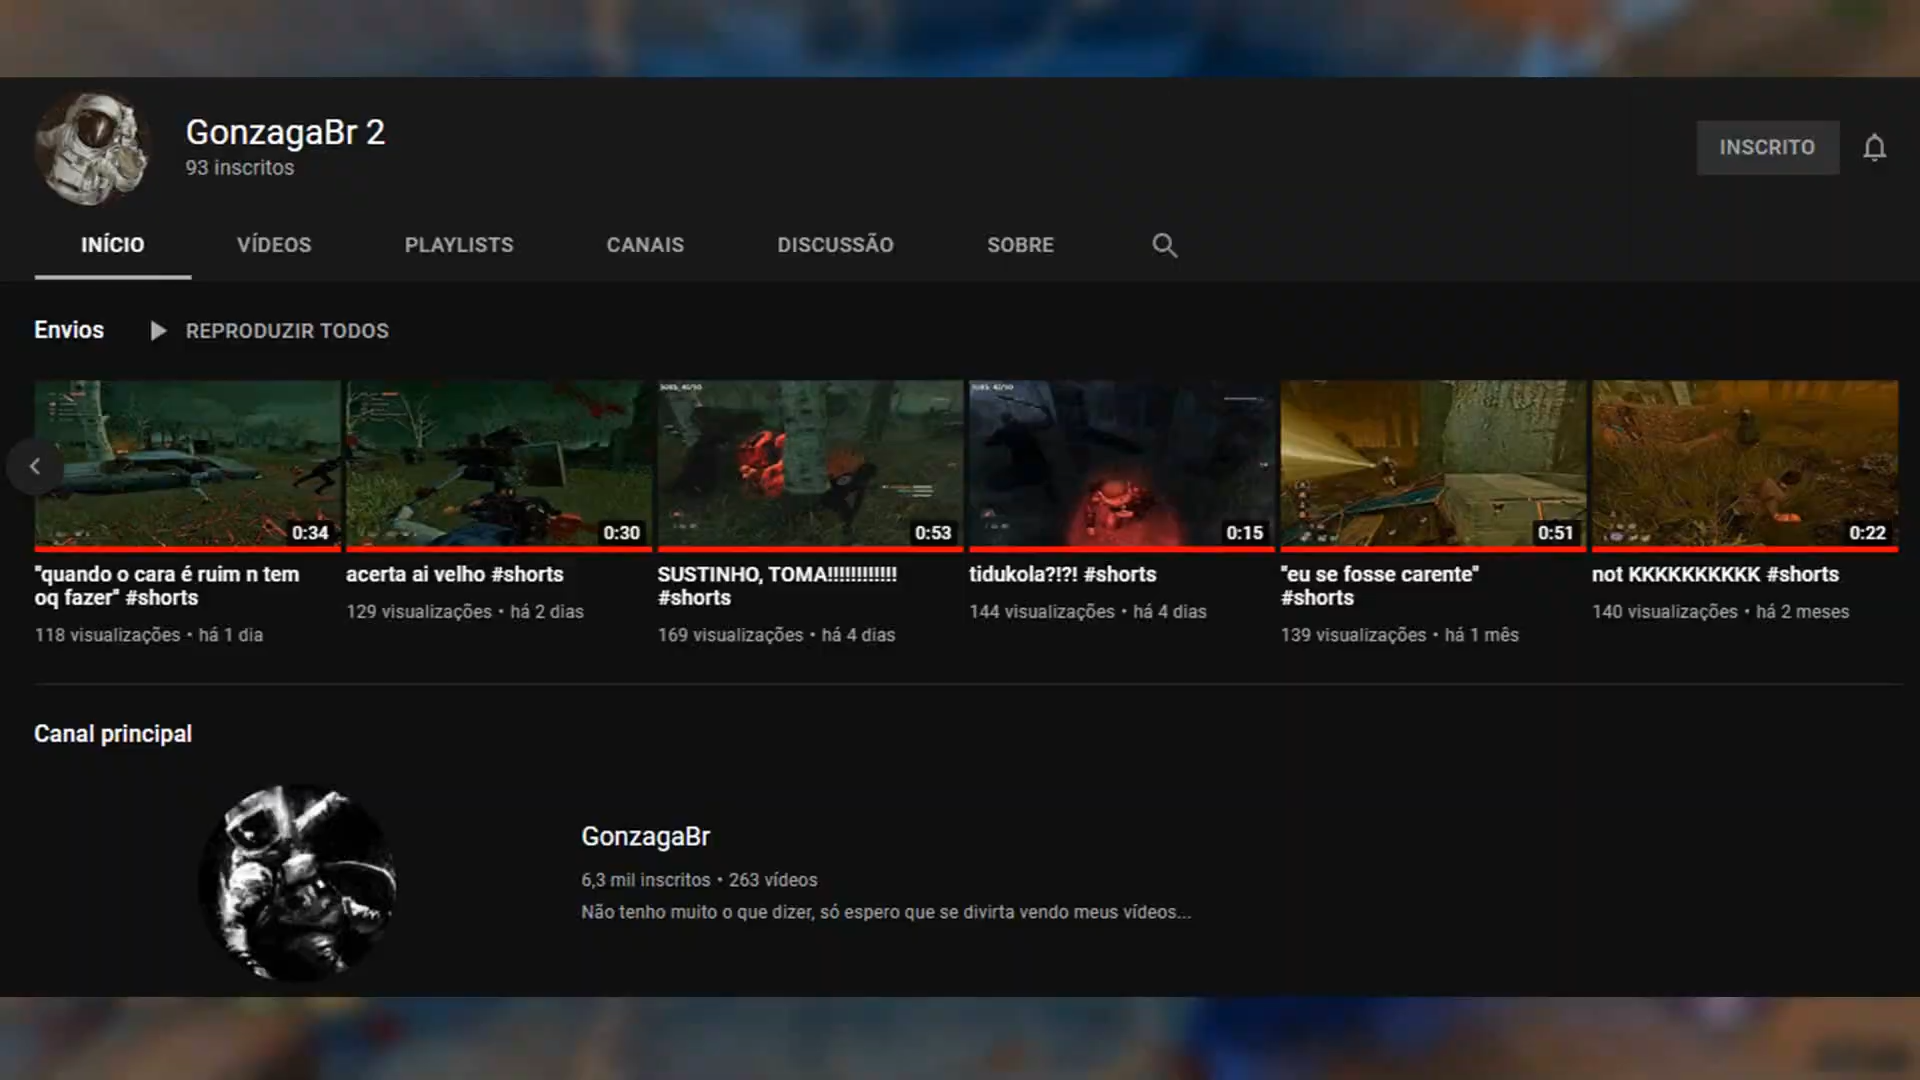 GonzagaBr 2
93 inscritos
INSCRITO
INÍCIO
VÍDEOS
PLAYLISTS
CANAIS
DISCUSSÃO
SOBRE
Envios
REPRODUZIR TODOS
0:34
0:30
0:53
0:15
0:51
0:22
"quando o cara é ruim n tem
oq fazer" #shorts
118 visualizações • há 1 dia
acerta ai velho #shorts
129 visualizações • há 2 dias
SUSTINHO, TOMA!!!!!!!!!!!!
#shorts
169 visualizações • há 4 dias
tidukola?!?! #shorts
144 visualizações • há 4 dias
"eu se fosse carente"
#shorts
139 visualizações • há 1 mês
not KKKKKKKKKK #shorts
140 visualizações • há 2 meses
Canal principal
GonzagaBr
6,3 mil inscritos • 263 vídeos
Não tenho muito o que dizer, só espero que se divirta vendo meus vídeos...